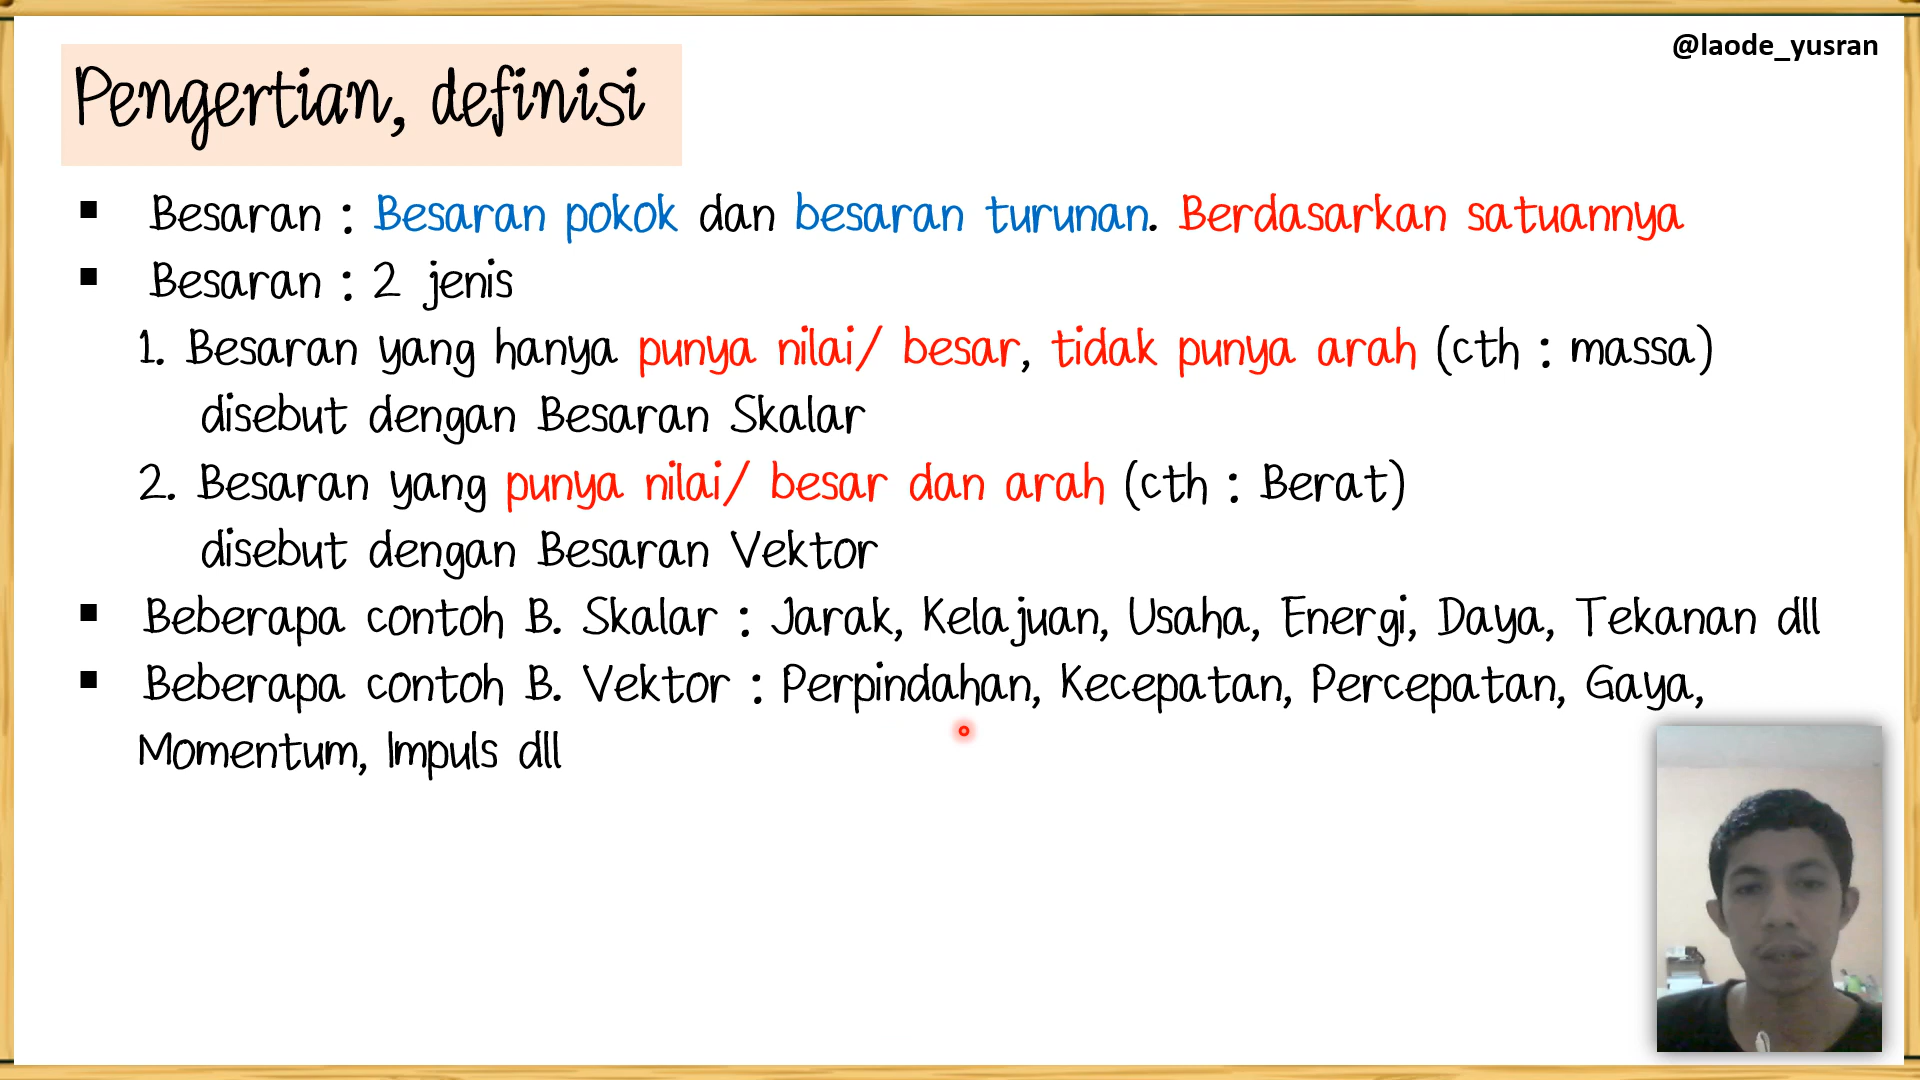 @laode_yusran
Pengertian, definisi
▪ Besaran : Besaran pokok dan besaran turunan. Berdasarkan satuannya
▪ Besaran : 2 jenis
1. Besaran yang hanya punya nilai/ besar, tidak punya arah (cth : massa)
disebut dengan Besaran Skalar
2. Besaran yang punya nilai/ besar dan arah (cth : Berat)
disebut dengan Besaran Vektor
▪ Beberapa contoh B. Skalar : Jarak, Kelajuan, Usaha, Energi, Daya, Tekanan dll
▪ Beberapa contoh B. Vektor : Perpindahan, Kecepatan, Percepatan, Gaya,
Momentum, Impuls dll